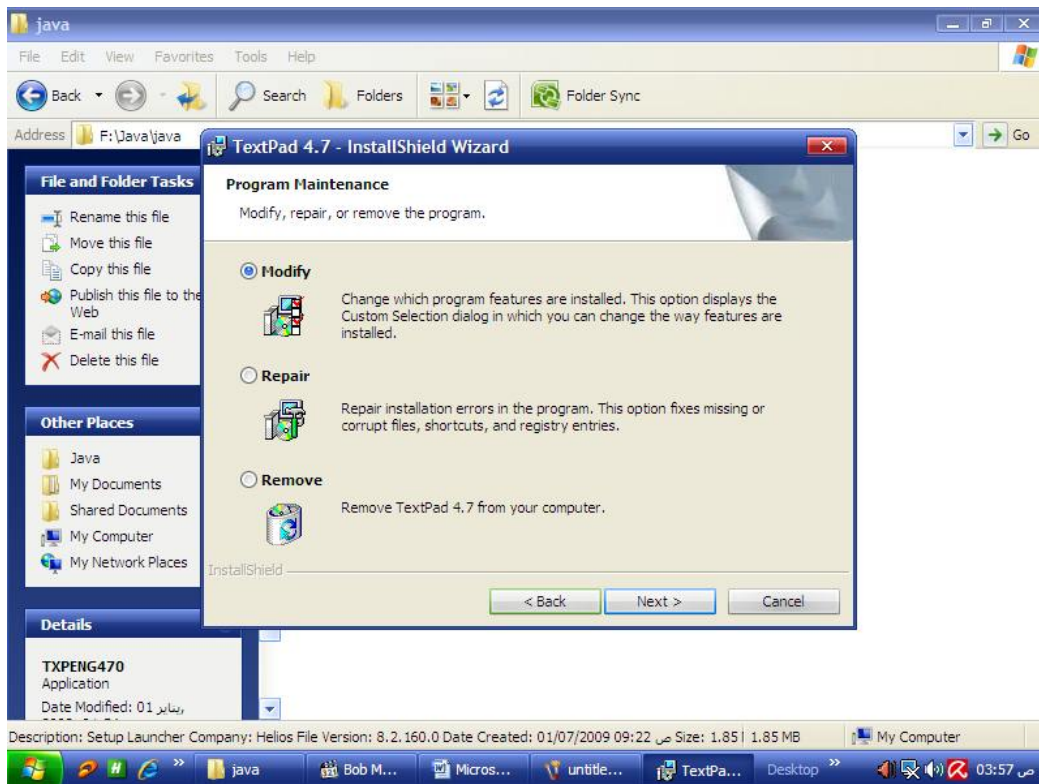 java
File Edit View Favorites Tools Help
Back Search Folders Folder Sync
Address F:\Java\java Go
TextPad 4.7 - InstallShield Wizard
Program Maintenance
Modify, repair, or remove the program.
Modify
Change which program features are installed. This option displays the
Custom Selection dialog in which you can change the way features are
installed.
Repair
Repair installation errors in the program. This option fixes missing or
corrupt files, shortcuts, and registry entries.
Remove
Remove TextPad 4.7 from your computer.
InstallShield
< Back Next > Cancel
File and Folder Tasks
Rename this file
Move this file
Copy this file
Publish this file to the
Web
E-mail this file
Delete this file
Other Places
Java
My Documents
Shared Documents
My Computer
My Network Places
Details
TXPENG470
Application
Date Modified: 01 يناير,
Description: Setup Launcher Company: Helios File Version: 8.2.160.0 Date Created: 01/07/2009 09:22 ص Size: 1.85 1.85 MB My Computer
java Bob M... Micros... untitle... TextPa... Desktop » 03:57 ص